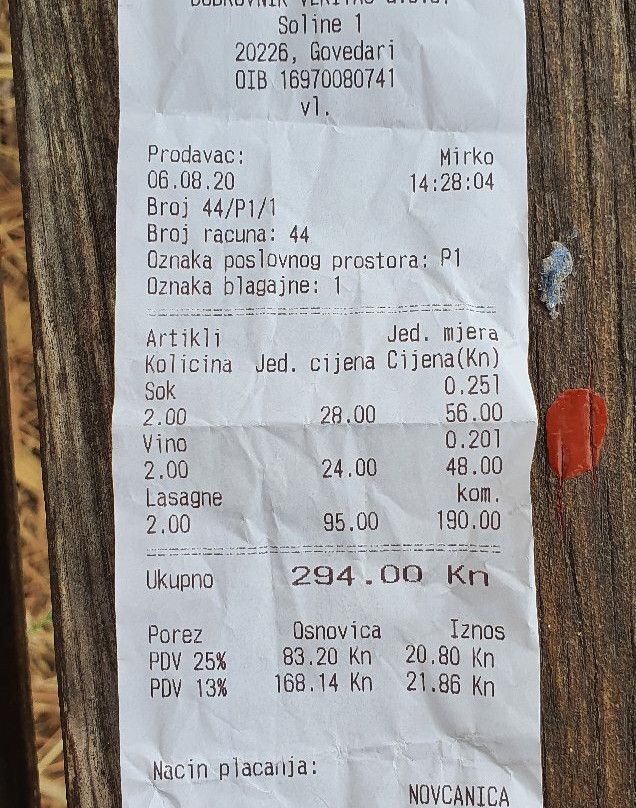 DUBROVNIK VERITAS d.o.o.
Soline 1
20226, Govedari
OIB 16970080741
vl.
Prodavac: Mirko
06.08.20 14:28:04
Broj 44/P1/1
Broj racuna: 44
Oznaka poslovnog prostora: P1
Oznaka blagajne: 1
Artikli Jed. mjera
Kolicina Jed. cijena Cijena(Kn)
Sok 0.25l
2.00 28.00 56.00
Vino 0.20l
2.00 24.00 48.00
Lasagne kom.
2.00 95.00 190.00
Ukupno 294.00 Kn
Porez Osnovica Iznos
PDV 25% 83.20 Kn 20.80 Kn
PDV 13% 168.14 Kn 21.86 Kn
Nacin placanja:
NOVCANICA